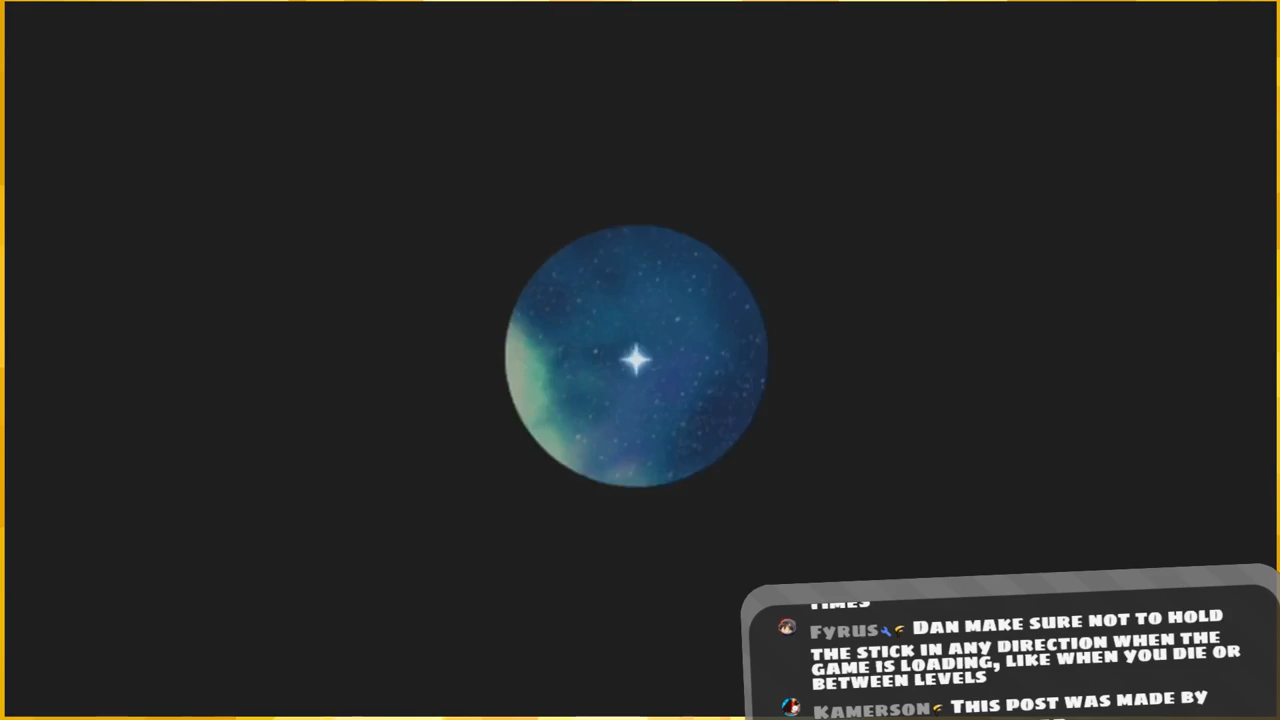 TIMES
FYRUS DAN MAKE SURE NOT TO HOLD
THE STICK IN ANY DIRECTION WHEN THE
GAME IS LOADING, LIKE WHEN YOU DIE OR
BETWEEN LEVELS
KAMERSON THIS POST WAS MADE BY